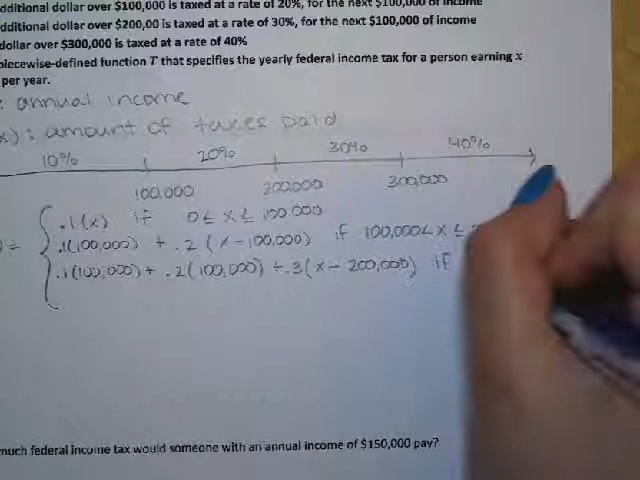 dditional dollar over $100,000 is taxed at a rate of 20%, for the next $100,000 of income
dditional dollar over $200,00 is taxed at a rate of 30%, for the next $100,000 of income
dollar over $300,000 is taxed at a rate of 40%
piecewise-defined function T that specifies the yearly federal income tax for a person earning x
per year.
: annual income
x): amount of taxes paid
10% 20% 30% 40%
100,000 200,000 300,000
.1(x) if 0 ≤ x ≤ 100,000
) = .1(100,000) + .2(x-100,000) if 100,000 < x ≤
.1(100,000) + .2(100,000) + .3(x - 200,000) if
much federal income tax would someone with an annual income of $150,000 pay?